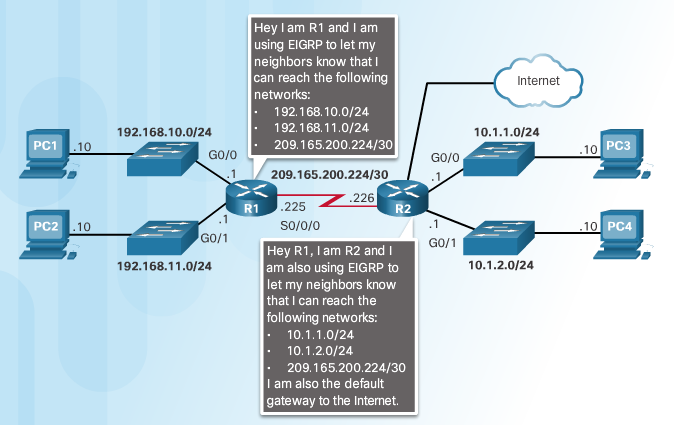 Hey I am R1 and I am
using EIGRP to let my
neighbors know that I
can reach the following
networks:
• 192.168.10.0/24
• 192.168.11.0/24
• 209.165.200.224/30
Internet
192.168.10.0/24
10.1.1.0/24
PC1
.10
G0/0
.1
209.165.200.224/30
G0/0
.1
.10
PC3
R1
.225
S0/0/0
.226
R2
PC2
.10
.1
G0/1
192.168.11.0/24
.1
G0/1
.10
PC4
10.1.2.0/24
Hey R1, I am R2 and I
am also using EIGRP to
let my neighbors know
that I can reach the
following networks:
• 10.1.1.0/24
• 10.1.2.0/24
• 209.165.200.224/30
I am also the default
gateway to the Internet.